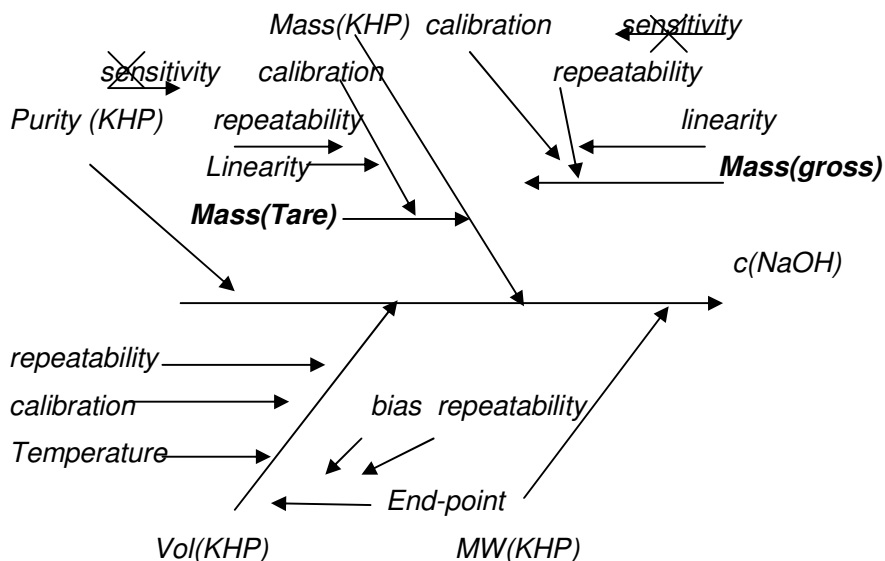 Mass(KHP) calibration sensitivity
sensitivity calibration repeatability
Purity (KHP) repeatability linearity
Linearity Mass(gross)
Mass(Tare)
c(NaOH)
repeatability
calibration bias repeatability
Temperature
End-point
Vol(KHP) MW(KHP)